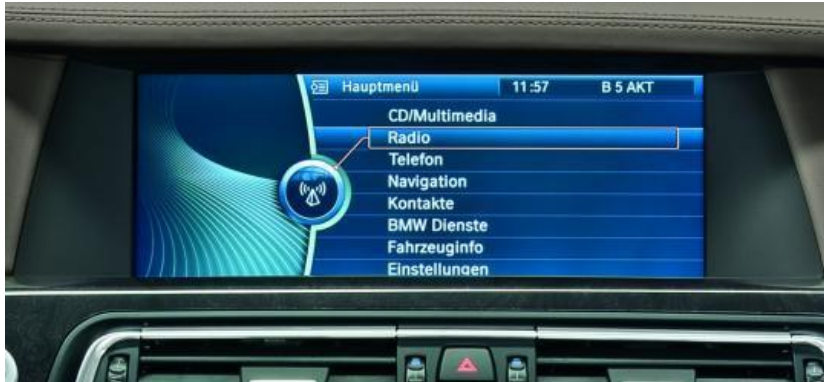 Hauptmenü 11:57 B 5 AKT
CD/Multimedia
Radio
Telefon
Navigation
Kontakte
BMW Dienste
Fahrzeuginfo
Einstellungen